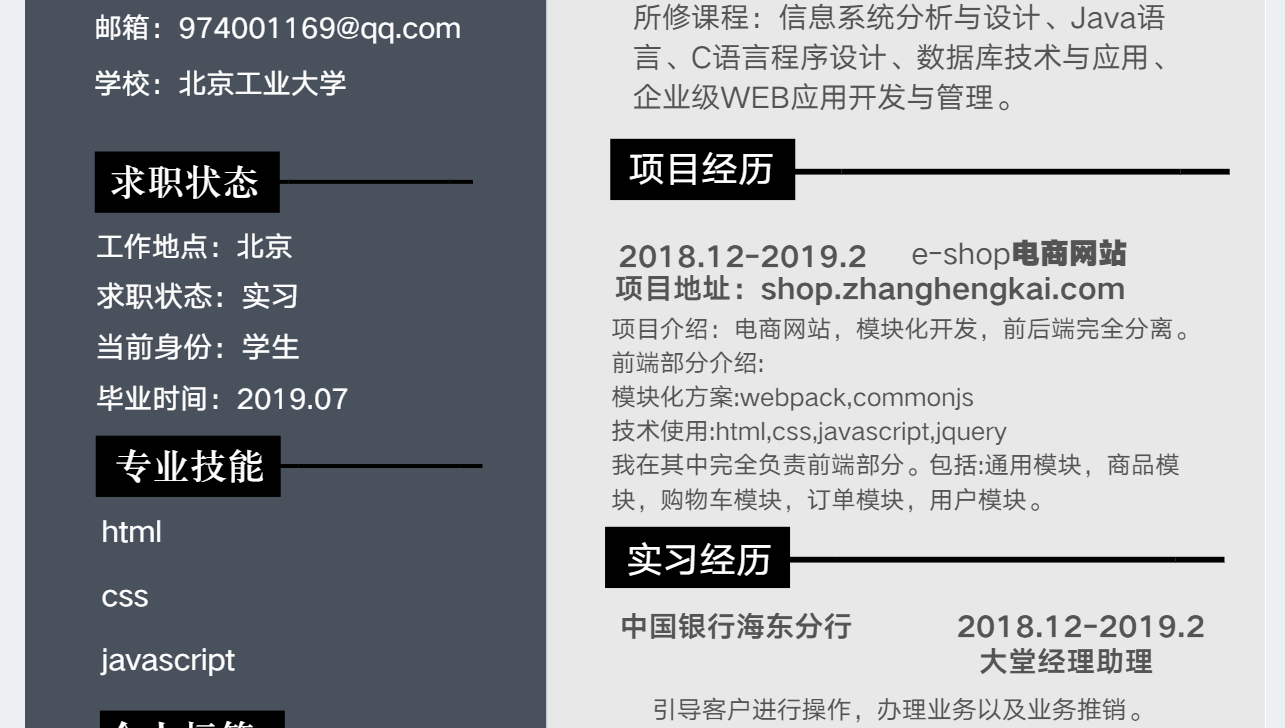 邮箱：974001169@qq.com
学校：北京工业大学
求职状态
工作地点：北京
求职状态：实习
当前身份：学生
毕业时间：2019.07
专业技能
html
css
javascript
所修课程：信息系统分析与设计、Java语
言、C语言程序设计、数据库技术与应用、
企业级WEB应用开发与管理。
项目经历
2018.12-2019.2 e-shop电商网站
项目地址：shop.zhanghengkai.com
项目介绍：电商网站，模块化开发，前后端完全分离。
前端部分介绍:
模块化方案:webpack,commonjs
技术使用:html,css,javascript,jquery
我在其中完全负责前端部分。包括:通用模块，商品模
块，购物车模块，订单模块，用户模块。
实习经历
中国银行海东分行 2018.12-2019.2
大堂经理助理
引导客户进行操作，办理业务以及业务推销。